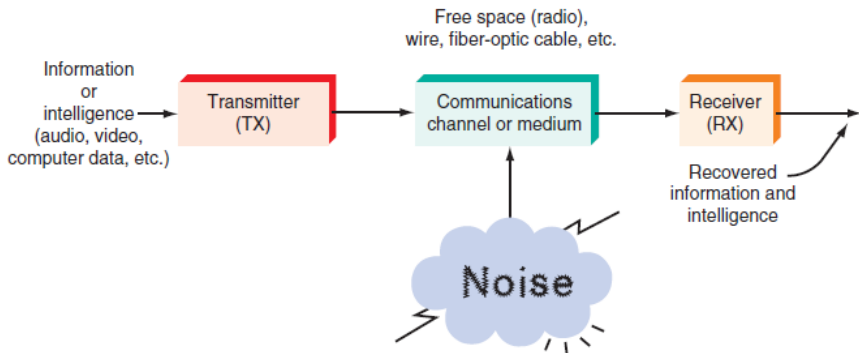 Free space (radio),
wire, fiber-optic cable, etc.
Information
or
intelligence
(audio, video,
computer data, etc.)
Transmitter
(TX)
Communications
channel or medium
Receiver
(RX)
Recovered
information and
intelligence
Noise